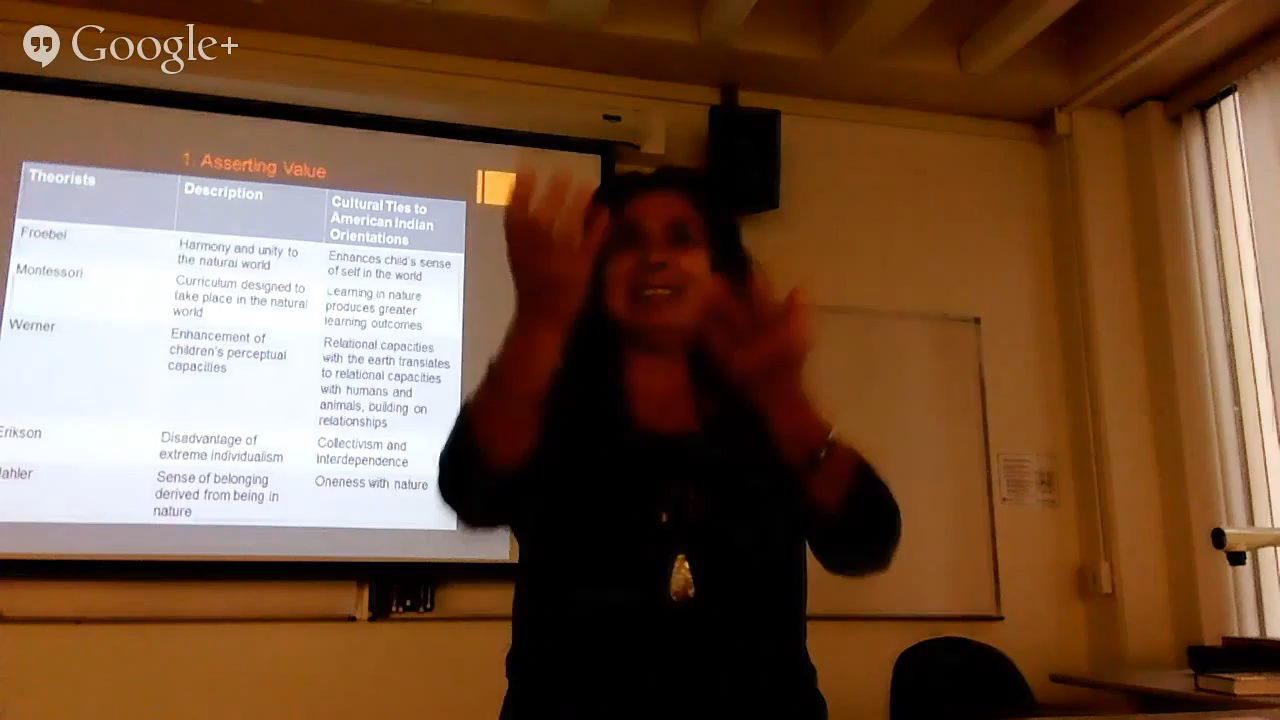 Google+
1. Asserting Value
Theorists
Description
Cultural Ties to
American Indian
Orientations
Froebel
Harmony and unity to
the natural world
Enhances child's sense
of self in the world
Montessori
Curriculum designed to
take place in the natural
world
Learning in nature
produces greater
learning outcomes
Werner
Enhancement of
children's perceptual
capacities
Relational capacities
with the earth translates
to relational capacities
with humans and
animals, building on
relationships
Erikson
Disadvantage of
extreme individualism
Collectivism and
interdependence
ahler
Sense of belonging
derived from being in
nature
Oneness with nature